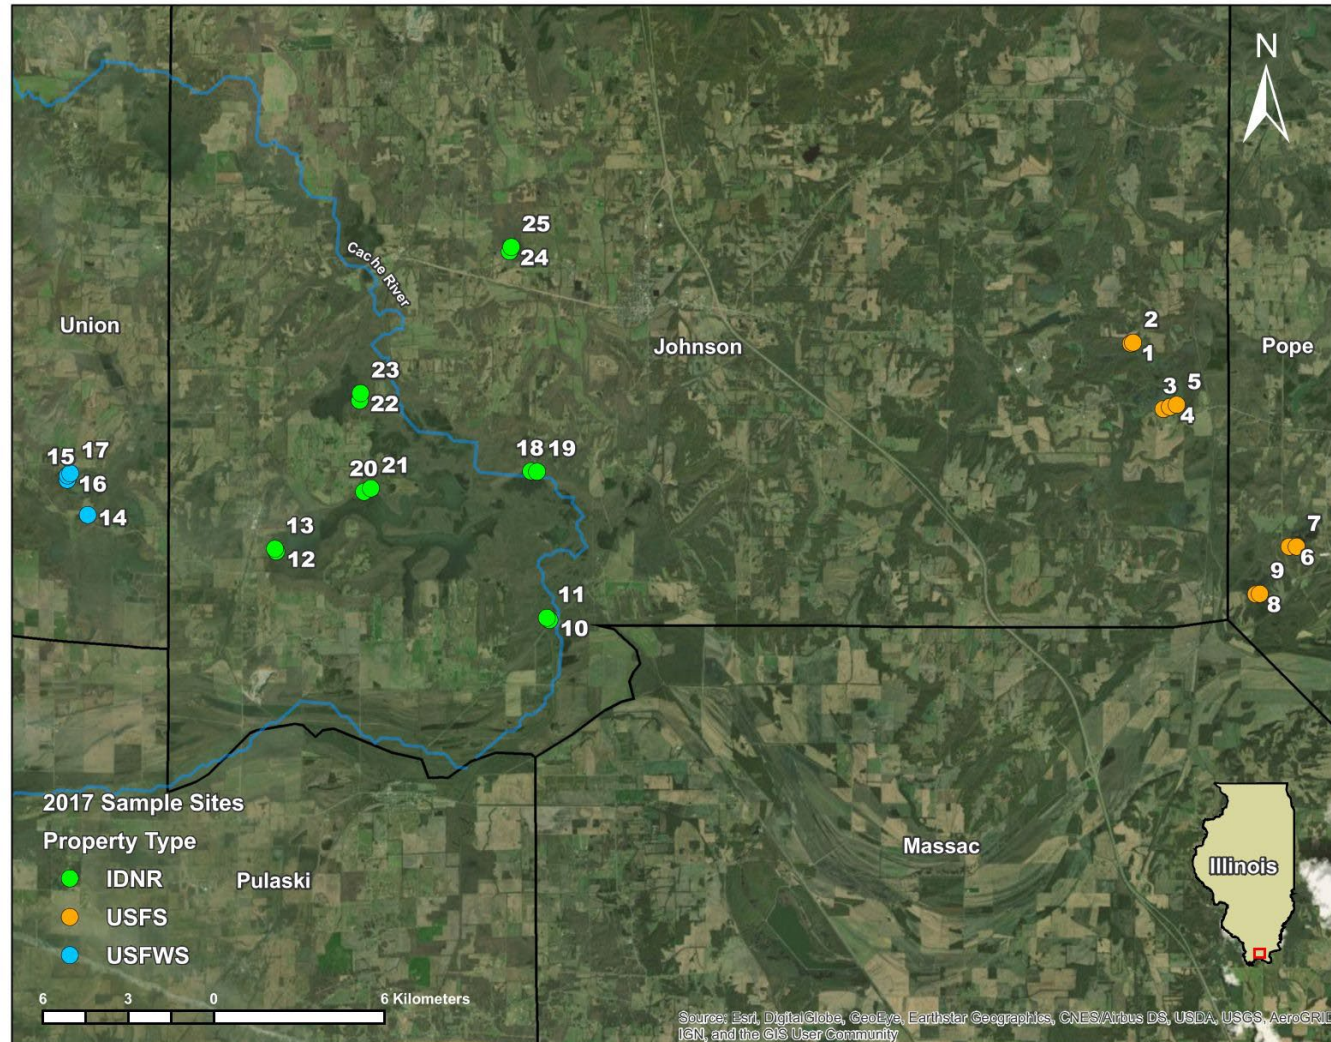 N
25
24
Cache River
Union
Johnson
2
1
Pope
3 5
4
23
22
15 17
16
14
18 19
20 21
13
12
7
6
9
8
11
10
2017 Sample Sites
Property Type
IDNR
USFS
USFWS
Pulaski
Massac
Illinois
6 3 0 6 Kilometers
Source: Esri, DigitalGlobe, GeoEye, Earthstar Geographics, CNES/Airbus DS, USDA, USGS, AeroGRID
IGN, and the GIS User Community